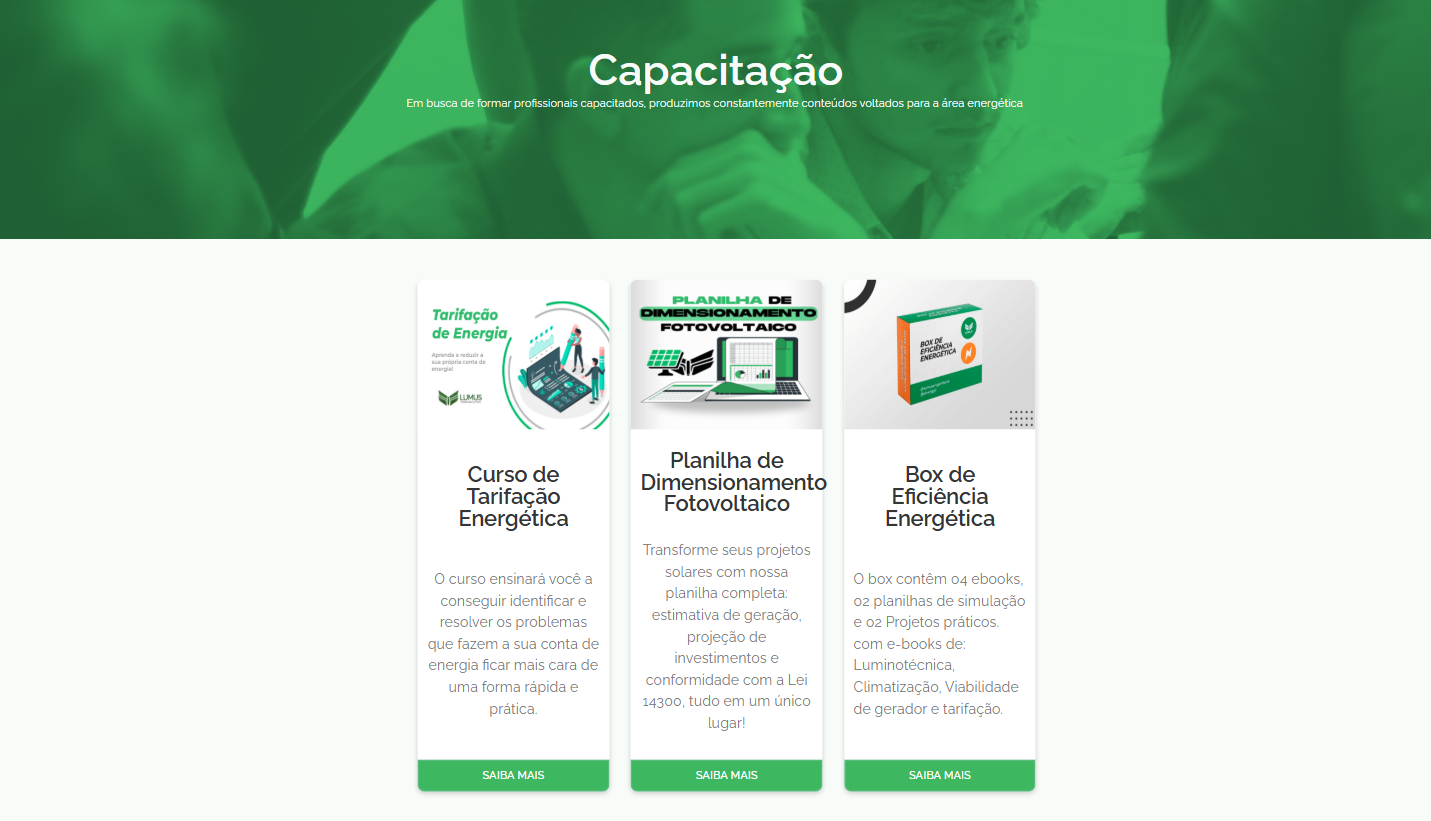 Capacitação
Em busca de formar profissionais capacitados, produzimos constantemente conteúdos voltados para a área energética
Tarifação
de Energia
Aprenda a reduzir a
sua própria conta de
energia!
LUMUS
PLANILHA DE
DIMENSIONAMENTO
FOTOVOLTAICO
BOX DE
EFICIÊNCIA
ENERGÉTICA
Curso de
Tarifação
Energética
O curso ensinará você a
conseguir identificar e
resolver os problemas
que fazem a sua conta de
energia ficar mais cara de
uma forma rápida e
prática.
SAIBA MAIS
Planilha de
Dimensionamento
Fotovoltaico
Transforme seus projetos
solares com nossa
planilha completa:
estimativa de geração,
projeção de
investimentos e
conformidade com a Lei
14300, tudo em um único
lugar!
SAIBA MAIS
Box de
Eficiência
Energética
O box contêm 04 ebooks,
02 planilhas de simulação
e 02 Projetos práticos.
com e-books de:
Luminotécnica,
Climatização, Viabilidade
de gerador e tarifação.
SAIBA MAIS